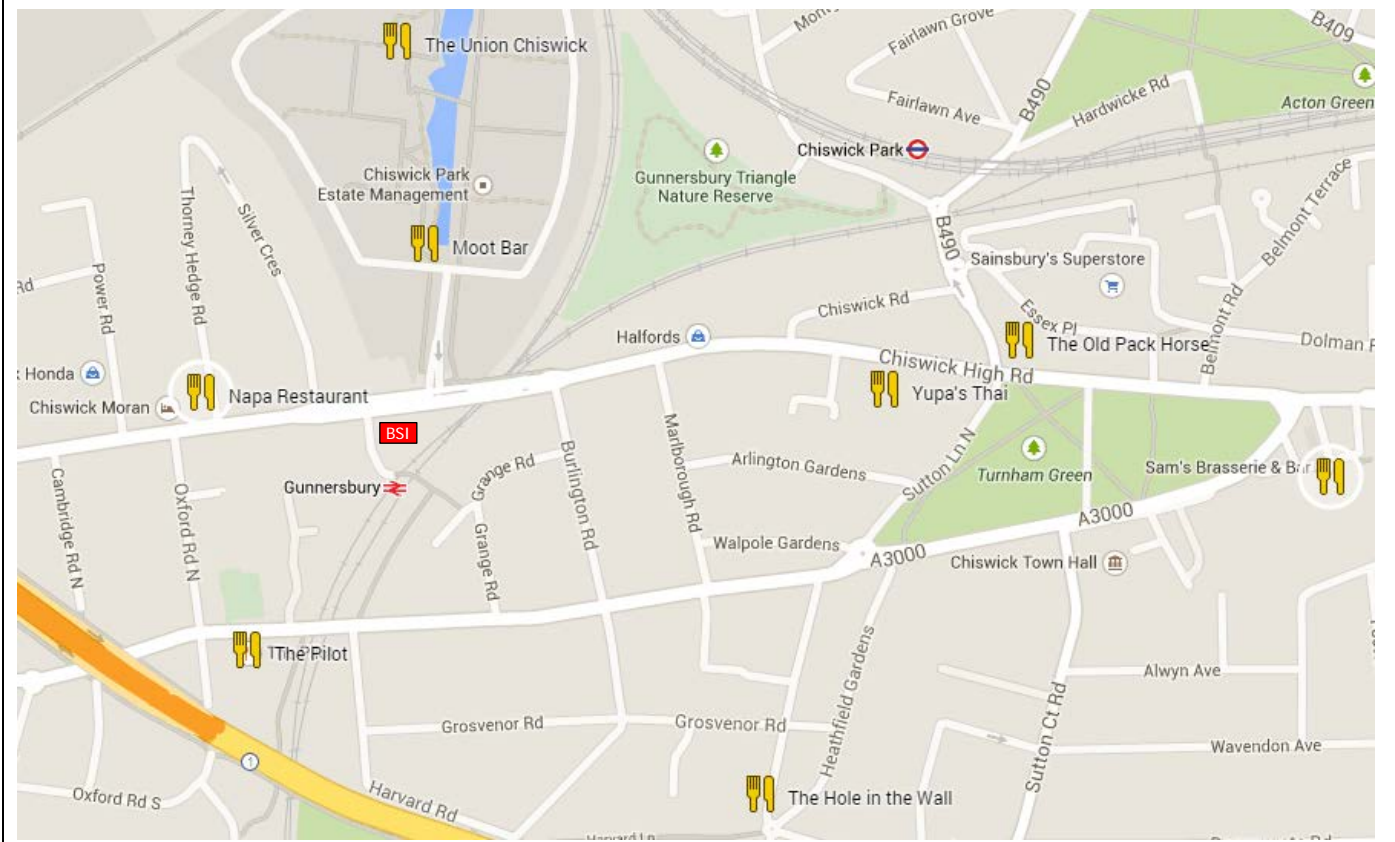 Mont
Fairlawn Grove
B409
The Union Chiswick
B490
Hardwicke Rd
Acton Green
Fairlawn Ave
Chiswick Park
Chiswick Park
Estate Management
Gunnersbury Triangle
Nature Reserve
Thorney Hedge Rd
Silver Cres
Belmont Terrace
B490
Moot Bar
Sainsbury's Superstore
Rd
Power Rd
Chiswick Rd
Essex Pl
Belmont Rd
Halfords
The Old Pack Horse
Dolman
Honda
Chiswick High Rd
Napa Restaurant
Yupa's Thai
Chiswick Moran
BSI
Marlborough Rd
Burlington Rd
Grange Rd
Arlington Gardens
Sutton Ln N
Turnham Green
Sam's Brasserie & Bar
Gunnersbury
Cambridge Rd N
Oxford Rd N
A3000
Grange Rd
Walpole Gardens
A3000
Chiswick Town Hall
The Pilot
Heathfield Gardens
Alwyn Ave
Sutton Ct Rd
Grosvenor Rd
Grosvenor Rd
Wavendon Ave
1
Oxford Rd S
Harvard Rd
The Hole in the Wall